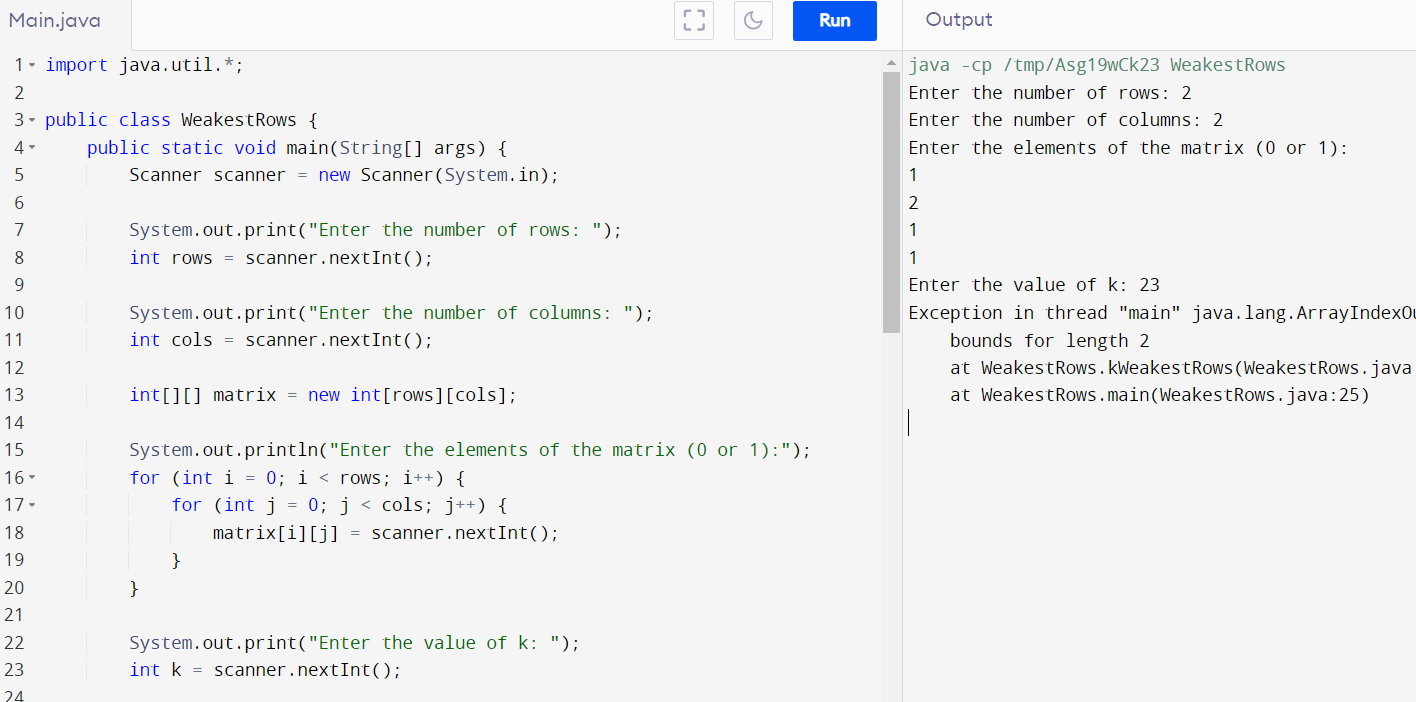 Main.java
Run
Output
1 import java.util.*;
2
3 public class WeakestRows {
4     public static void main(String[] args) {
5         Scanner scanner = new Scanner(System.in);
6
7         System.out.print("Enter the number of rows: ");
8         int rows = scanner.nextInt();
9
10         System.out.print("Enter the number of columns: ");
11         int cols = scanner.nextInt();
12
13         int[][] matrix = new int[rows][cols];
14
15         System.out.println("Enter the elements of the matrix (0 or 1):");
16         for (int i = 0; i < rows; i++) {
17             for (int j = 0; j < cols; j++) {
18                 matrix[i][j] = scanner.nextInt();
19             }
20         }
21
22         System.out.print("Enter the value of k: ");
23         int k = scanner.nextInt();
24
java -cp /tmp/Asg19wCk23 WeakestRows
Enter the number of rows: 2
Enter the number of columns: 2
Enter the elements of the matrix (0 or 1):
1
2
1
1
Enter the value of k: 23
Exception in thread "main" java.lang.ArrayIndexOu
    bounds for length 2
    at WeakestRows.kWeakestRows(WeakestRows.java
    at WeakestRows.main(WeakestRows.java:25)